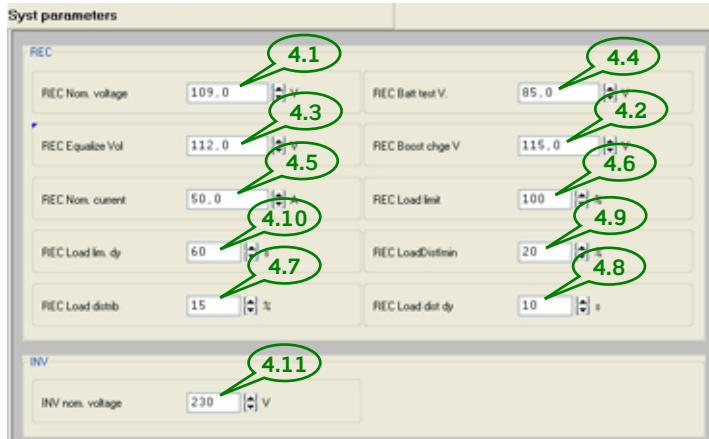 Syst parameters
REC
4.1
4.4
REC Nom. voltage 109.0 V REC Batt test V. 85.0 V
4.3
4.2
REC Equalize Vol 112.0 V REC Boost chge V 115.0 V
4.5
4.6
REC Nom. current 50.0 A REC Load limit 100 %
4.10
4.9
REC Load lim. dy 60 s REC LoadDistlmin 20 %
4.7
4.8
REC Load distrib 15 % REC Load dist dy 10 s
INV
4.11
INV nom. voltage 230 V